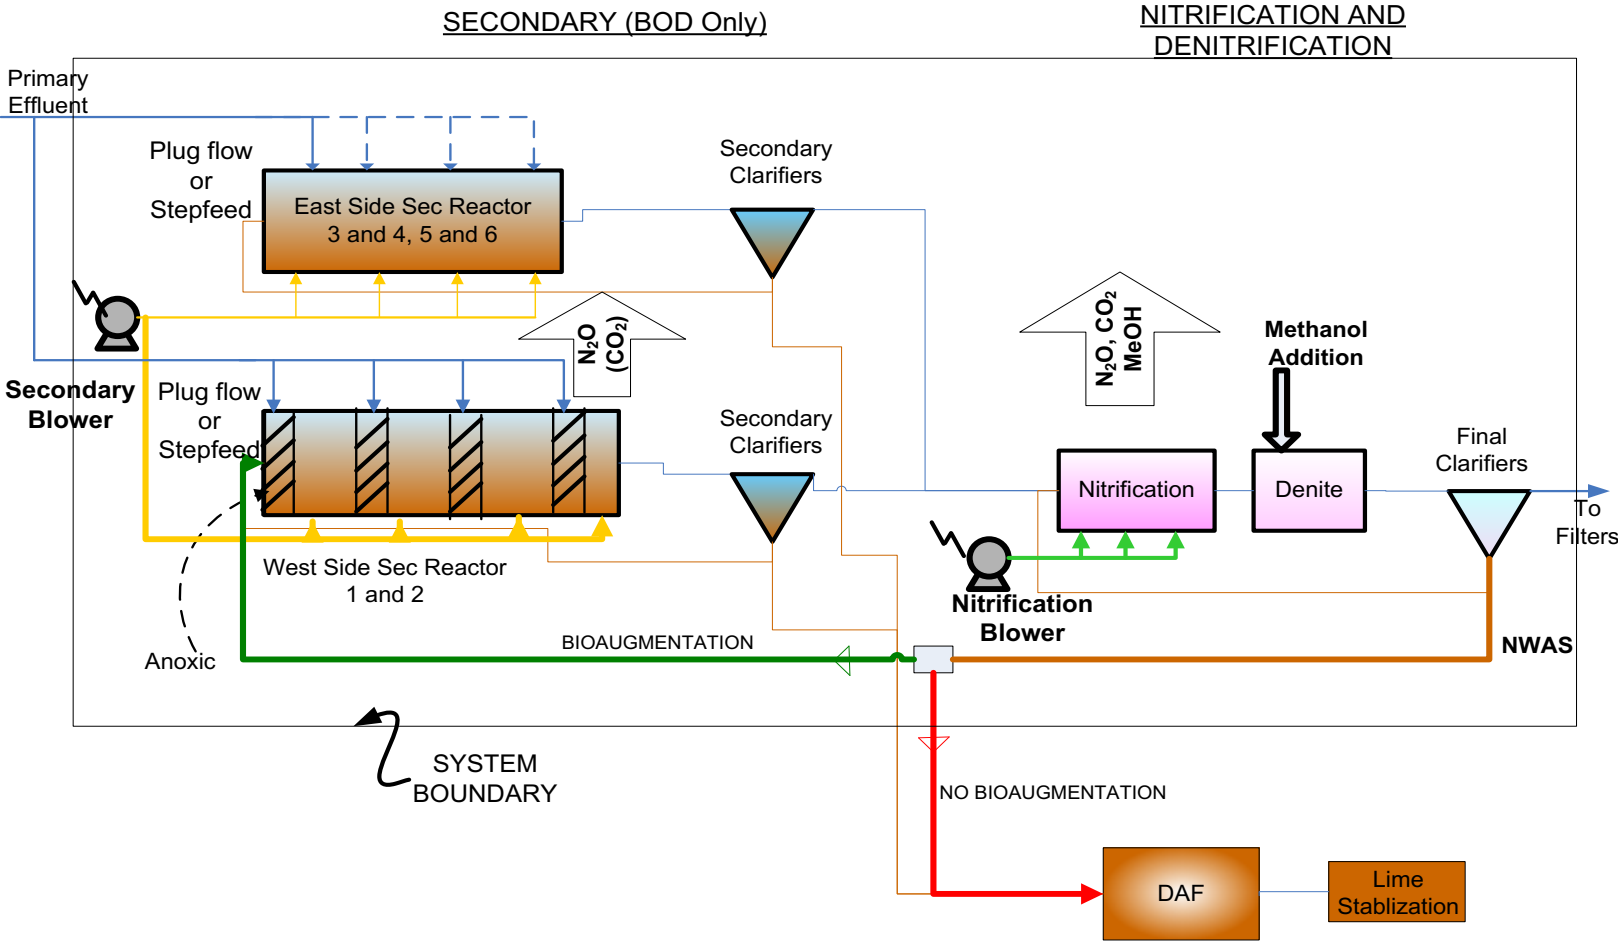 SECONDARY (BOD Only)
NITRIFICATION AND
DENITRIFICATION
Primary
Effluent
Plug flow
or
Stepfeed
East Side Sec Reactor
3 and 4, 5 and 6
Secondary
Clarifiers
Secondary
Blower
N2O
(CO2)
N2O, CO2
MeOH
Methanol
Addition
Plug flow
or
Stepfeed
Secondary
Clarifiers
Final
Clarifiers
Nitrification
Denite
To
Filters
West Side Sec Reactor
1 and 2
Nitrification
Blower
Anoxic
BIOAUGMENTATION
NWAS
SYSTEM
BOUNDARY
NO BIOAUGMENTATION
DAF
Lime
Stablization